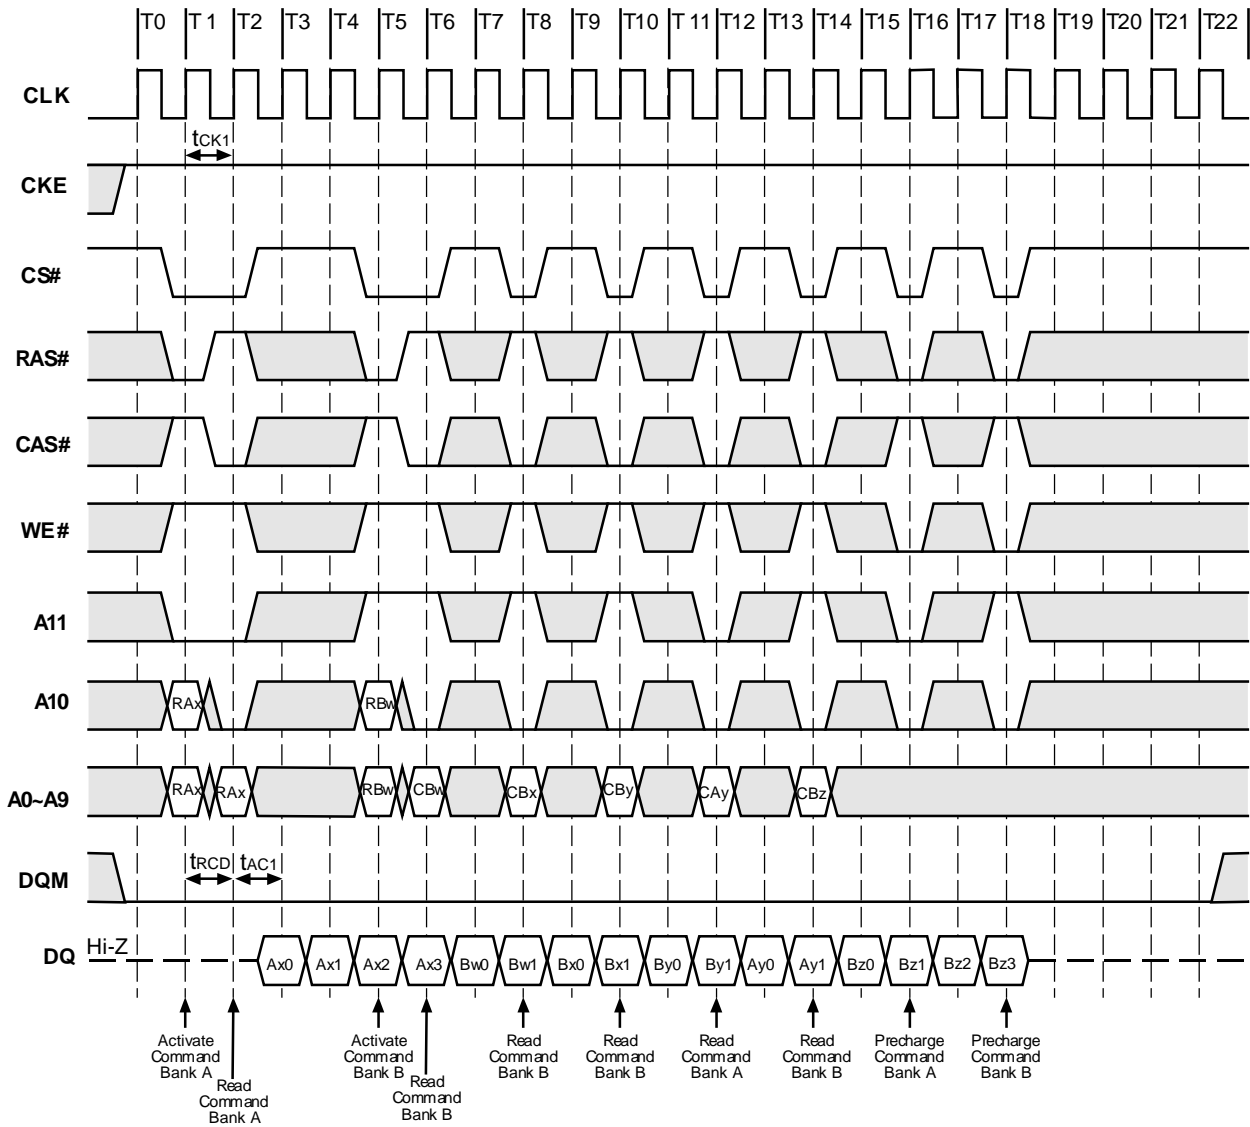 T0 T 1 T2 T3 T4 T5 T6 T7 T8 T9 T10 T 11 T12 T13 T14 T15 T16 T17 T18 T19 T20 T21 T22
CLK
tCK1
CKE
CS#
RAS#
CAS#
WE#
A11
A10 RAx RBw
A0~A9 RAx RAx RBw CBw CBx CBy CAy CBz
tRCD tAC1
DQM
DQ Hi-Z Ax0 Ax1 Ax2 Ax3 Bw0 Bw1 Bx0 Bx1 By0 By1 Ay0 Ay1 Bz0 Bz1 Bz2 Bz3
Activate
Command
Bank A
Read
Command
Bank A
Activate
Command
Bank B
Read
Command
Bank B
Read
Command
Bank B
Read
Command
Bank B
Read
Command
Bank A
Read
Command
Bank B
Precharge
Command
Bank A
Precharge
Command
Bank B